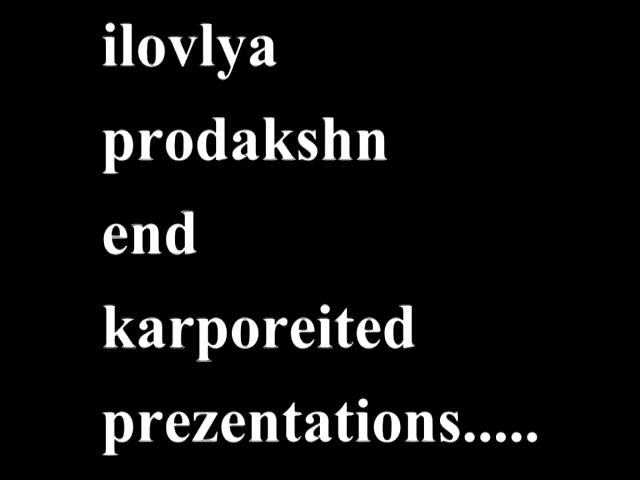 ilovlya
prodakshn
end
karporeited
prezentations.....